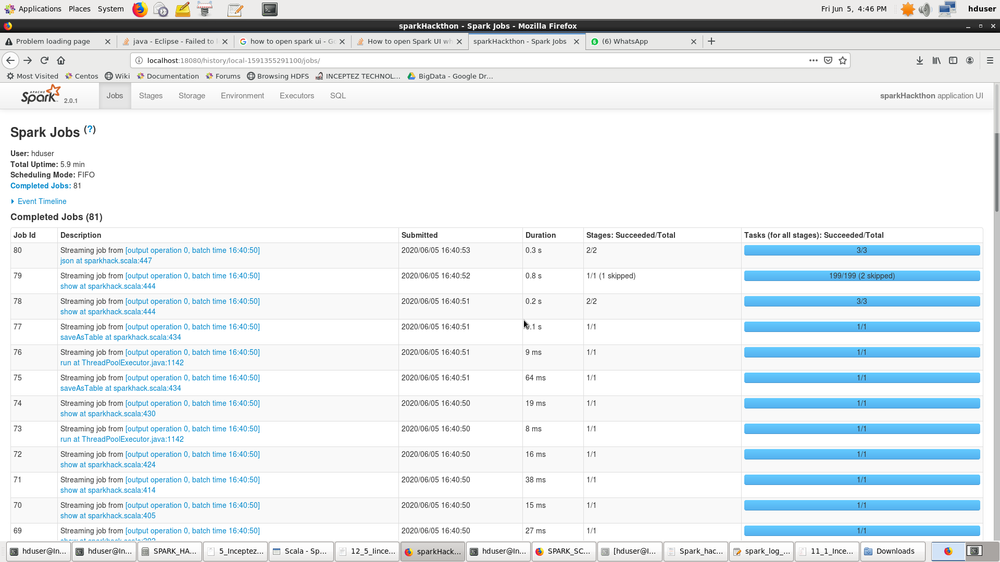 Applications Places System
Fri Jun 5, 4:46 PM hduser
sparkHackthon - Spark Jobs - Mozilla Firefox
Problem loading page
java - Eclipse - Failed to l
how to open spark ui - Go
How to open Spark UI wh
sparkHackthon - Spark Jobs
6 (6) WhatsApp
localhost:18080/history/local-1591355291100/jobs/
Most Visited Centos Wiki Documentation Forums Browsing HDFS INCEPTEZ TECHNOL... BigData - Google Dr...
APACHE Spark 2.0.1 Jobs Stages Storage Environment Executors SQL sparkHackthon application UI
Spark Jobs (?)
User: hduser
Total Uptime: 5.9 min
Scheduling Mode: FIFO
Completed Jobs: 81
Event Timeline
Completed Jobs (81)
Job Id Description Submitted Duration Stages: Succeeded/Total Tasks (for all stages): Succeeded/Total
80 Streaming job from [output operation 0, batch time 16:40:50] 2020/06/05 16:40:53 0.3 s 2/2 3/3
json at sparkhack.scala:447
79 Streaming job from [output operation 0, batch time 16:40:50] 2020/06/05 16:40:52 0.8 s 1/1 (1 skipped) 199/199 (2 skipped)
show at sparkhack.scala:444
78 Streaming job from [output operation 0, batch time 16:40:50] 2020/06/05 16:40:51 0.2 s 2/2 3/3
show at sparkhack.scala:444
77 Streaming job from [output operation 0, batch time 16:40:50] 2020/06/05 16:40:51 0.1 s 1/1 1/1
saveAsTable at sparkhack.scala:434
76 Streaming job from [output operation 0, batch time 16:40:50] 2020/06/05 16:40:51 9 ms 1/1 1/1
run at ThreadPoolExecutor.java:1142
75 Streaming job from [output operation 0, batch time 16:40:50] 2020/06/05 16:40:51 64 ms 1/1 1/1
saveAsTable at sparkhack.scala:434
74 Streaming job from [output operation 0, batch time 16:40:50] 2020/06/05 16:40:50 19 ms 1/1 1/1
show at sparkhack.scala:430
73 Streaming job from [output operation 0, batch time 16:40:50] 2020/06/05 16:40:50 8 ms 1/1 1/1
run at ThreadPoolExecutor.java:1142
72 Streaming job from [output operation 0, batch time 16:40:50] 2020/06/05 16:40:50 16 ms 1/1 1/1
show at sparkhack.scala:424
71 Streaming job from [output operation 0, batch time 16:40:50] 2020/06/05 16:40:50 38 ms 1/1 1/1
show at sparkhack.scala:414
70 Streaming job from [output operation 0, batch time 16:40:50] 2020/06/05 16:40:50 15 ms 1/1 1/1
show at sparkhack.scala:405
69 Streaming job from [output operation 0, batch time 16:40:50] 2020/06/05 16:40:50 27 ms 1/1 1/1
hduser@In... hduser@In... SPARK_HA... 5_Inceptez... Scala - Sp... 12_5_Iince... sparkHack... hduser@In... SPARK_SC... [hduser@I... Spark_hac... spark_log_... 11_1_Ince... Downloads